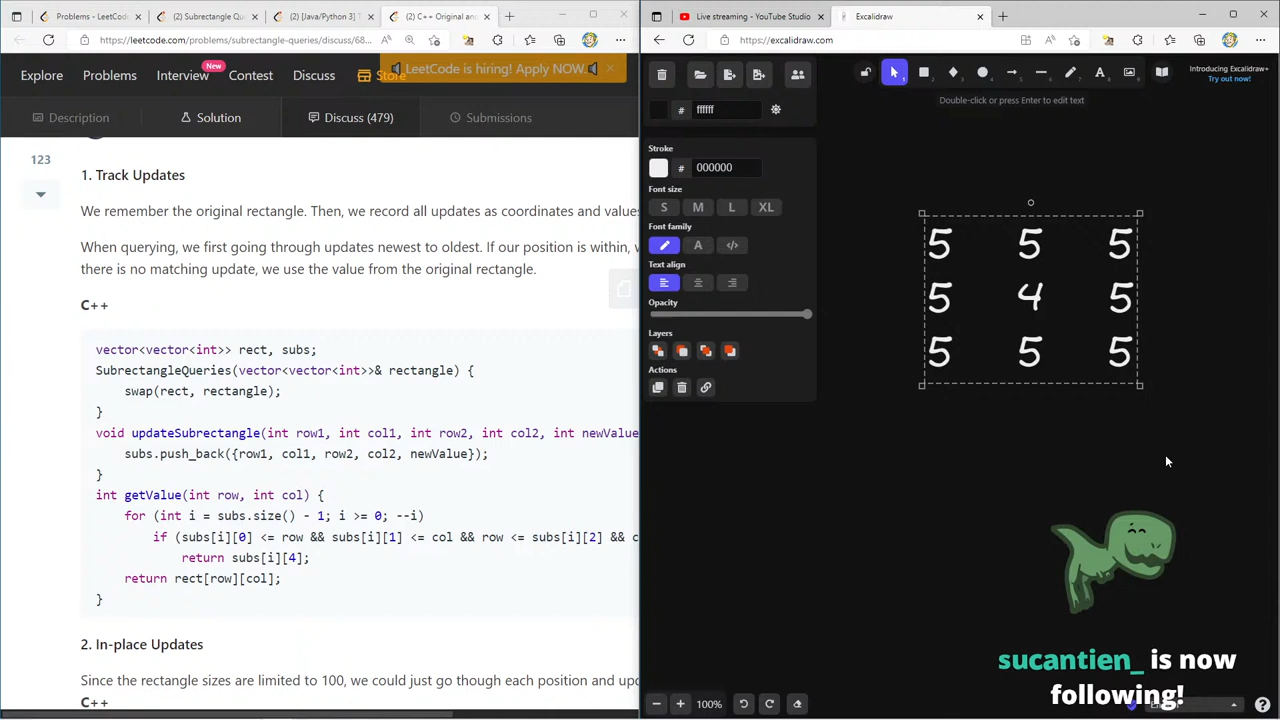 Problems - LeetCode
(2) Subrectangle Qu
(2) [Java/Python 3] T
(2) C++ Original and
https://leetcode.com/problems/subrectangle-queries/discuss/68...
Explore
Problems
Interview
New
Contest
Discuss
Store
LeetCode is hiring! Apply NOW.
Description
Solution
Discuss (479)
Submissions
123
1. Track Updates
We remember the original rectangle. Then, we record all updates as coordinates and values
When querying, we first going through updates newest to oldest. If our position is within, w
there is no matching update, we use the value from the original rectangle.
C++
vector<vector<int>> rect, subs;
SubrectangleQueries(vector<vector<int>>& rectangle) {
swap(rect, rectangle);
}
void updateSubrectangle(int row1, int col1, int row2, int col2, int newValue
subs.push_back({row1, col1, row2, col2, newValue});
}
int getValue(int row, int col) {
for (int i = subs.size() - 1; i >= 0; --i)
if (subs[i][0] <= row && subs[i][1] <= col && row <= subs[i][2] && c
return subs[i][4];
return rect[row][col];
}
2. In-place Updates
Since the rectangle sizes are limited to 100, we could just go though each position and upd
C++
Live streaming - YouTube Studio
Excalidraw
https://excalidraw.com
Introducing Excalidraw+
Try out now!
Double-click or press Enter to edit text
# ffffff
Stroke
# 000000
Font size
S M L XL
Font family
A </>
Text align
Opacity
Layers
Actions
5 5 5
5 4 5
5 5 5
sucantien_ is now
following!
100%